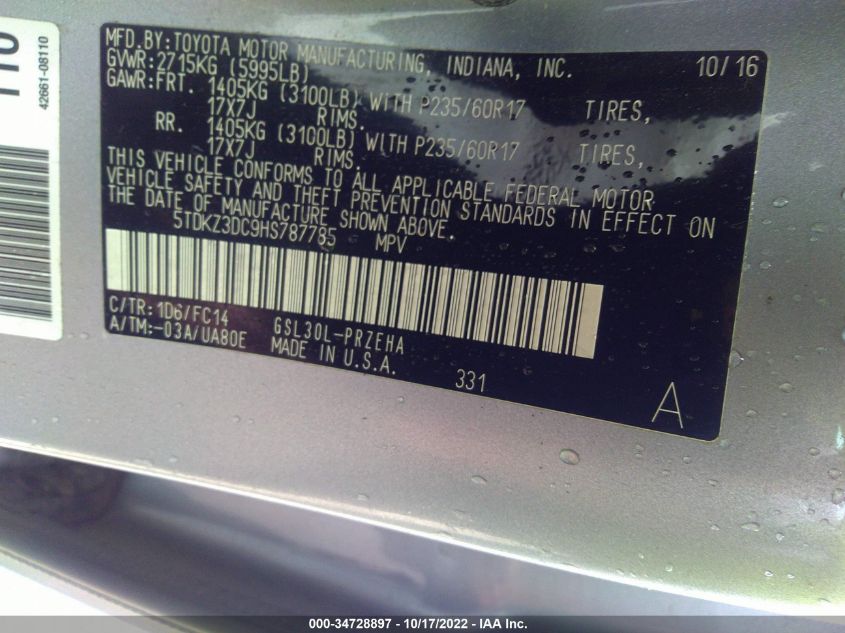 MFD.BY:TOYOTA MOTOR MANUFACTURING, INDIANA, INC. 10/16
GVWR:2715KG (5995LB)
GAWR:FRT. 1405KG (3100LB) WITH P235/60R17 TIRES,
17X7J RIMS.
RR. 1405KG (3100LB) WITH P235/60R17 TIRES,
17X7J RIMS.
THIS VEHICLE CONFORMS TO ALL APPLICABLE FEDERAL MOTOR
VEHICLE SAFETY AND THEFT PREVENTION STANDARDS IN EFFECT ON
THE DATE OF MANUFACTURE SHOWN ABOVE.
5TDKZ3DC9HS787785 MPV
C/TR:1D6/FC14 GSL30L-PRZEHA
A/TM:-03A/UA80E MADE IN U.S.A.
331
A
42661-08110
000-34728897 - 10/17/2022 - IAA Inc.